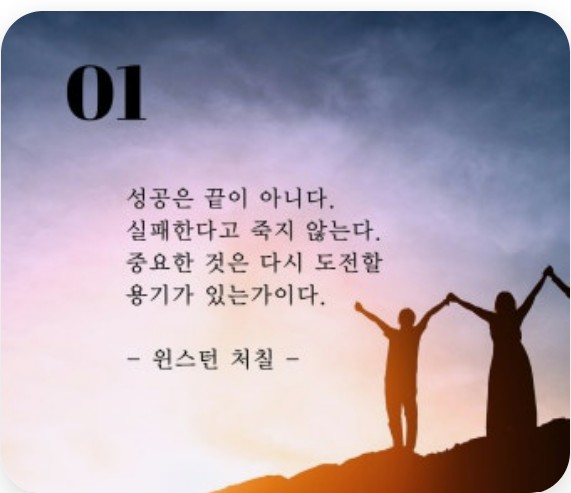 01
성공은 끝이 아니다.
실패한다고 죽지 않는다.
중요한 것은 다시 도전할
용기가 있는가이다.
- 윈스턴 처칠 -